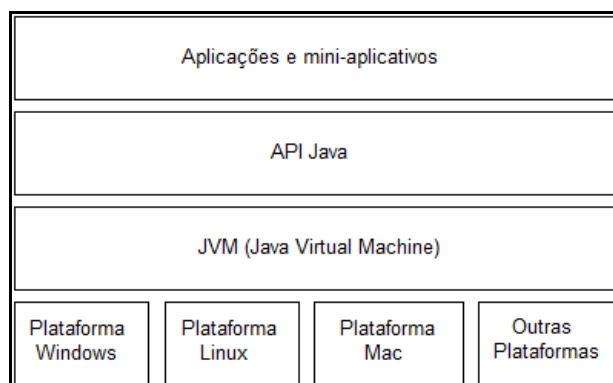 Aplicações e mini-aplicativos
API Java
JVM (Java Virtual Machine)
Plataforma
Windows
Plataforma
Linux
Plataforma
Mac
Outras
Plataformas